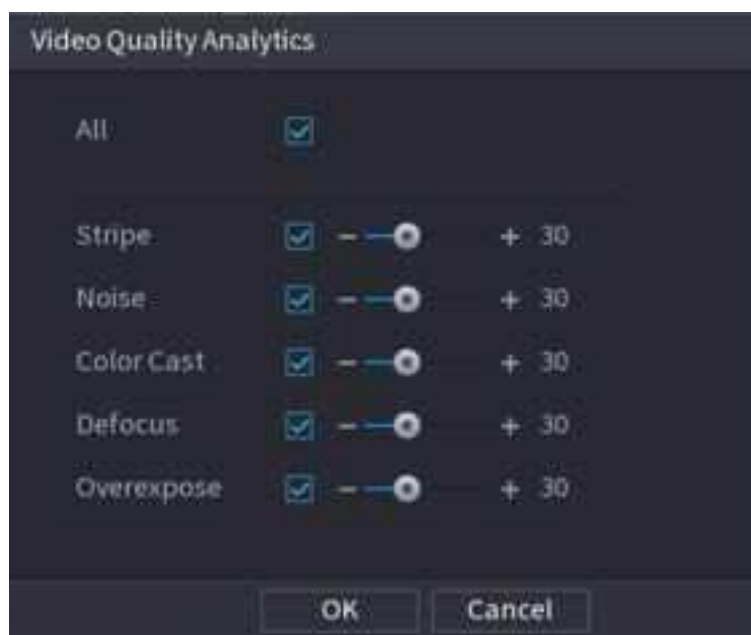 Video Quality Analytics
All
Stripe - + 30
Noise - + 30
Color Cast - + 30
Defocus - + 30
Overexpose - + 30
OK Cancel